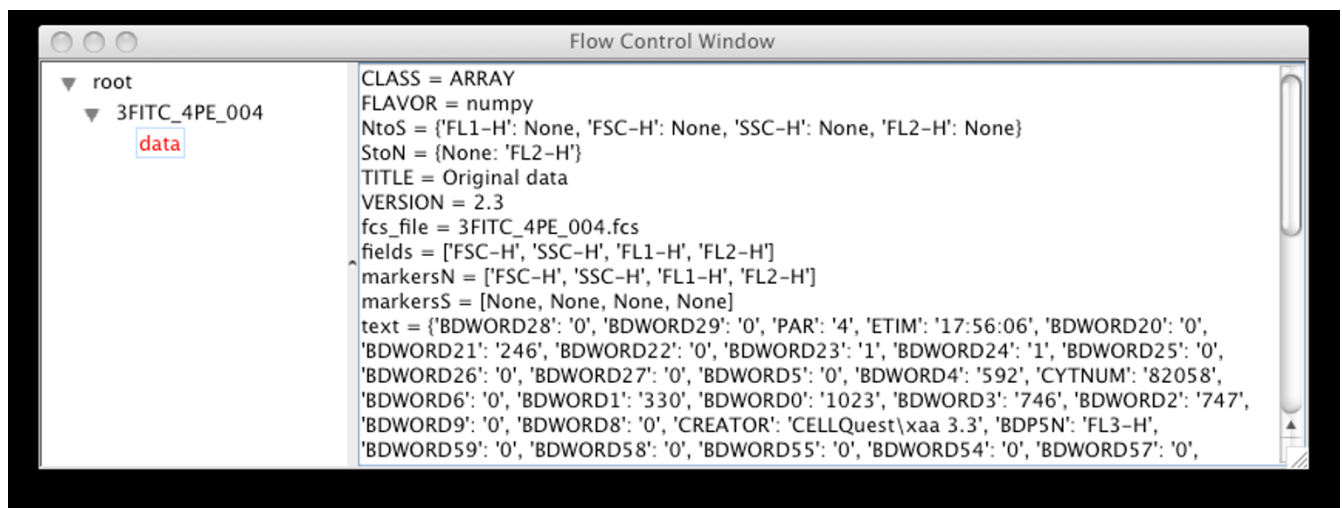 Flow Control Window
root
3FITC_4PE_004
data
CLASS = ARRAY
FLAVOR = numpy
NtoS = {'FL1-H': None, 'FSC-H': None, 'SSC-H': None, 'FL2-H': None}
StoN = {None: 'FL2-H'}
TITLE = Original data
VERSION = 2.3
fcs_file = 3FITC_4PE_004.fcs
fields = ['FSC-H', 'SSC-H', 'FL1-H', 'FL2-H']
markersN = ['FSC-H', 'SSC-H', 'FL1-H', 'FL2-H']
markersS = [None, None, None, None]
text = {'BDWORD28': '0', 'BDWORD29': '0', 'PAR': '4', 'ETIM': '17:56:06', 'BDWORD20': '0',
'BDWORD21': '246', 'BDWORD22': '0', 'BDWORD23': '1', 'BDWORD24': '1', 'BDWORD25': '0',
'BDWORD26': '0', 'BDWORD27': '0', 'BDWORD5': '0', 'BDWORD4': '592', 'CYTNUM': '82058',
'BDWORD6': '0', 'BDWORD1': '330', 'BDWORD0': '1023', 'BDWORD3': '746', 'BDWORD2': '747',
'BDWORD9': '0', 'BDWORD8': '0', 'CREATOR': 'CELLQuest\xaa 3.3', 'BDP5N': 'FL3-H',
'BDWORD59': '0', 'BDWORD58': '0', 'BDWORD55': '0', 'BDWORD54': '0', 'BDWORD57': '0',